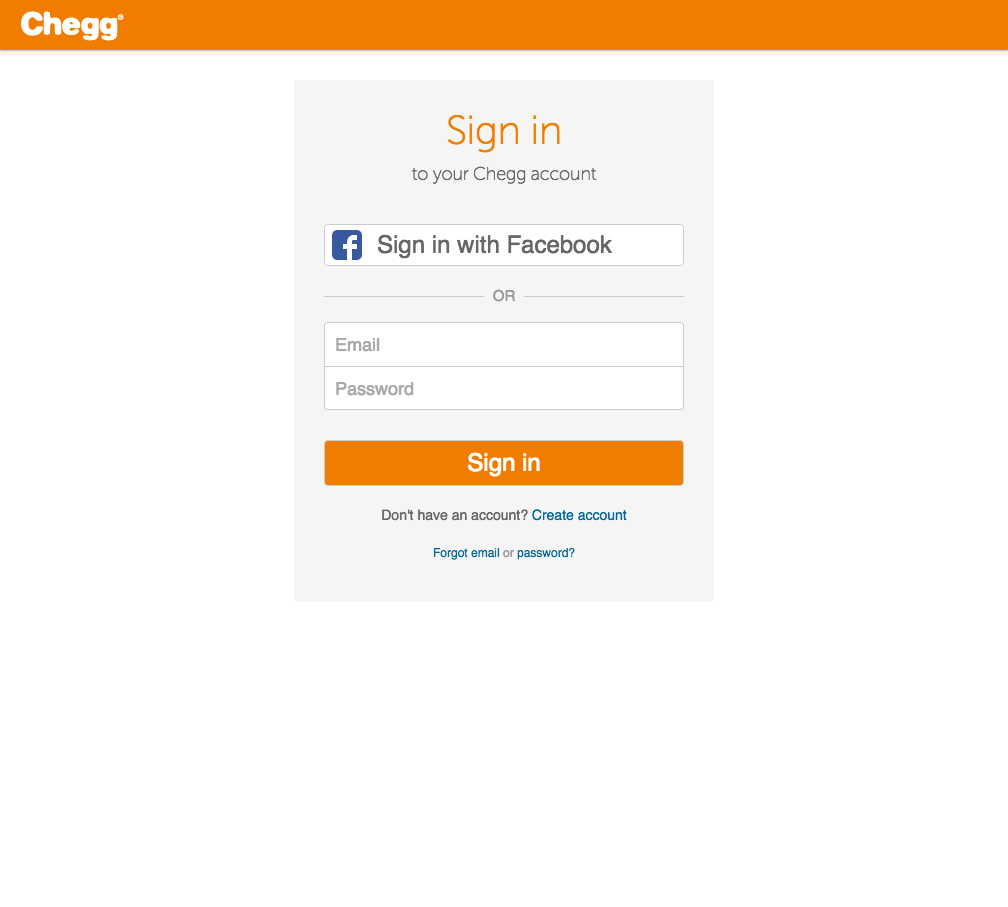 Chegg®
Sign in
to your Chegg account
Sign in with Facebook
OR
Email
Password
Sign in
Don't have an account? Create account
Forgot email or password?